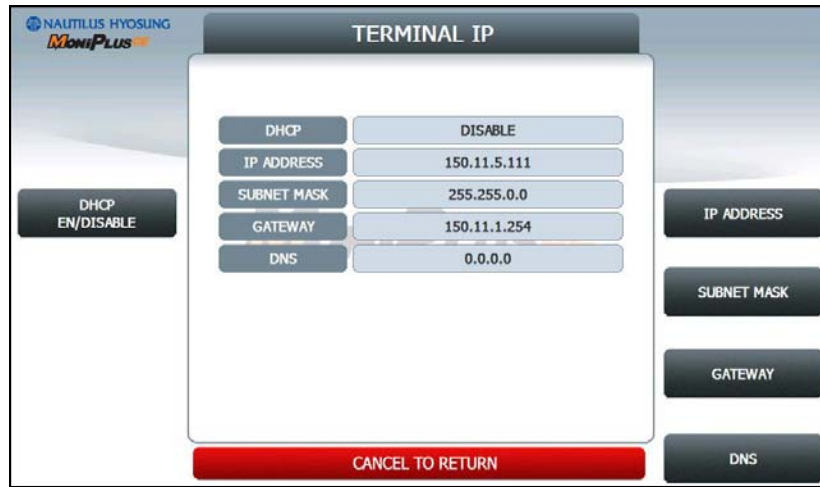 NAUTILUS HYOSUNG
MONIPLUS
TERMINAL IP
DHCP DISABLE
IP ADDRESS 150.11.5.111
SUBNET MASK 255.255.0.0
GATEWAY 150.11.1.254
DNS 0.0.0.0
DHCP
EN/DISABLE
IP ADDRESS
SUBNET MASK
GATEWAY
DNS
CANCEL TO RETURN